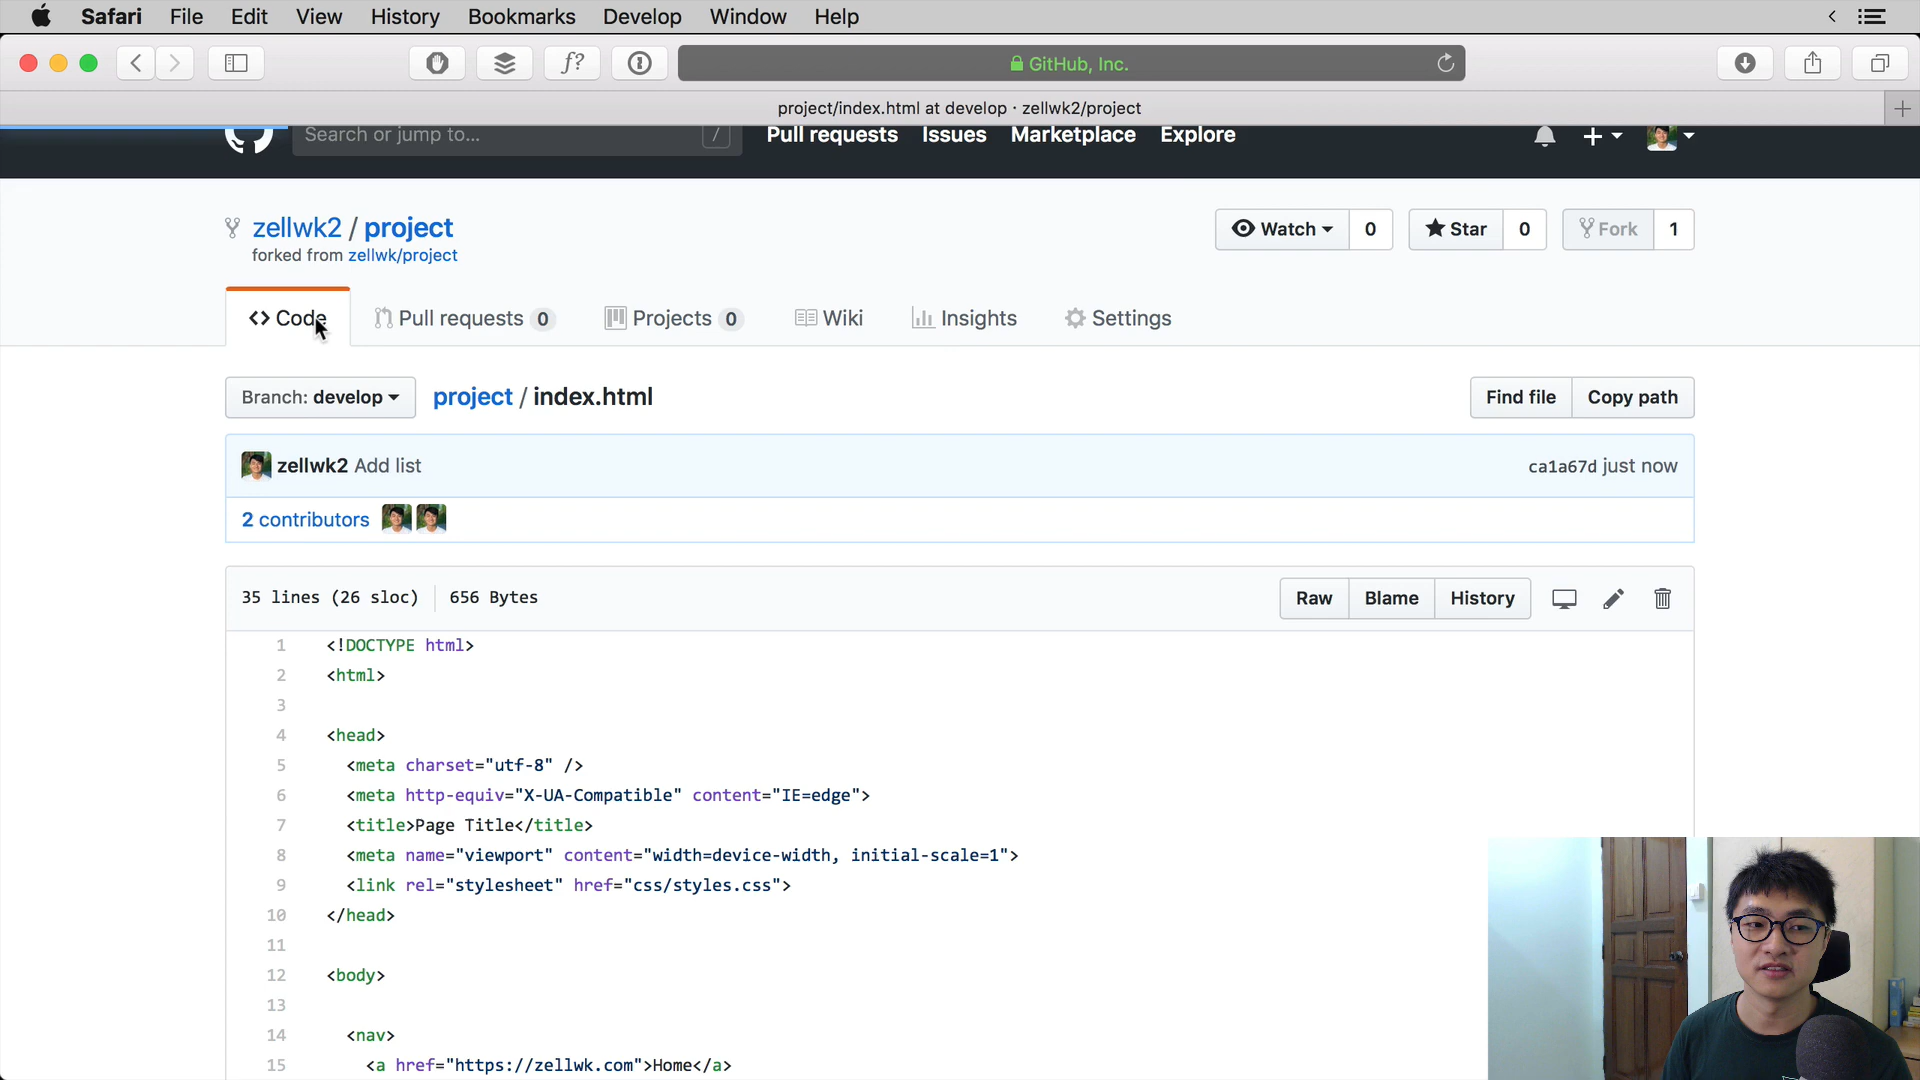 Safari File Edit View History Bookmarks Develop Window Help
f? GitHub, Inc.
project/index.html at develop · zellwk2/project
Search or jump to... / Pull requests Issues Marketplace Explore
zellwk2 / project
Watch 0 Star 0 Fork 1
forked from zellwk/project
<> Code Pull requests 0 Projects 0 Wiki Insights Settings
Branch: develop project / index.html Find file Copy path
zellwk2 Add list ca1a67d just now
2 contributors
35 lines (26 sloc) 656 Bytes Raw Blame History
1 <!DOCTYPE html>
2 <html>
3
4 <head>
5 <meta charset="utf-8" />
6 <meta http-equiv="X-UA-Compatible" content="IE=edge">
7 <title>Page Title</title>
8 <meta name="viewport" content="width=device-width, initial-scale=1">
9 <link rel="stylesheet" href="css/styles.css">
10 </head>
11
12 <body>
13
14 <nav>
15 <a href="https://zellwk.com">Home</a>